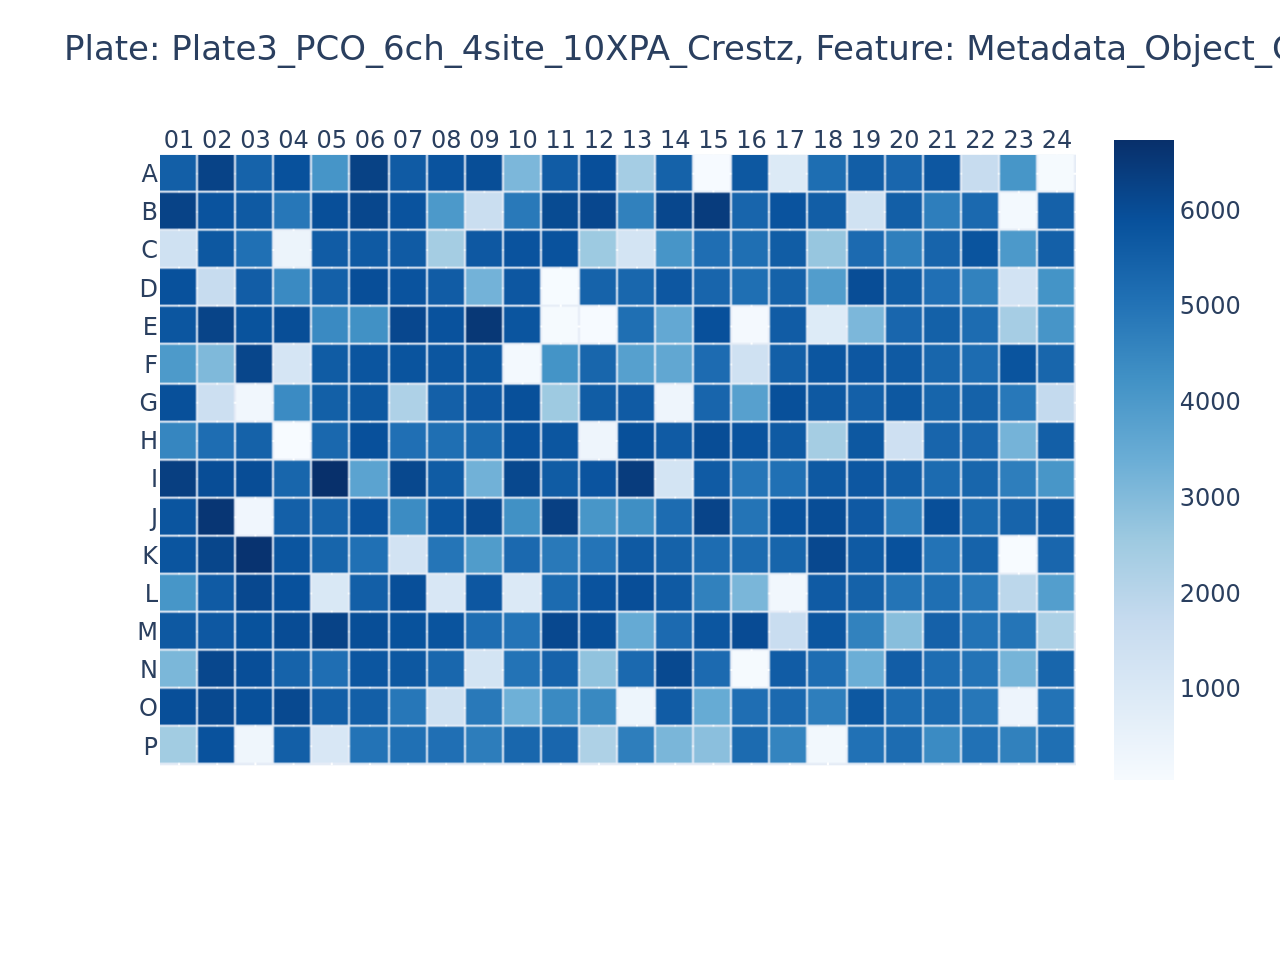 Plate: Plate3_PCO_6ch_4site_10XPA_Crestz, Feature: Metadata_Object_
01 02 03 04 05 06 07 08 09 10 11 12 13 14 15 16 17 18 19 20 21 22 23 24
A
B
C
D
E
F
G
H
I
J
K
L
M
N
O
P
6000
5000
4000
3000
2000
1000